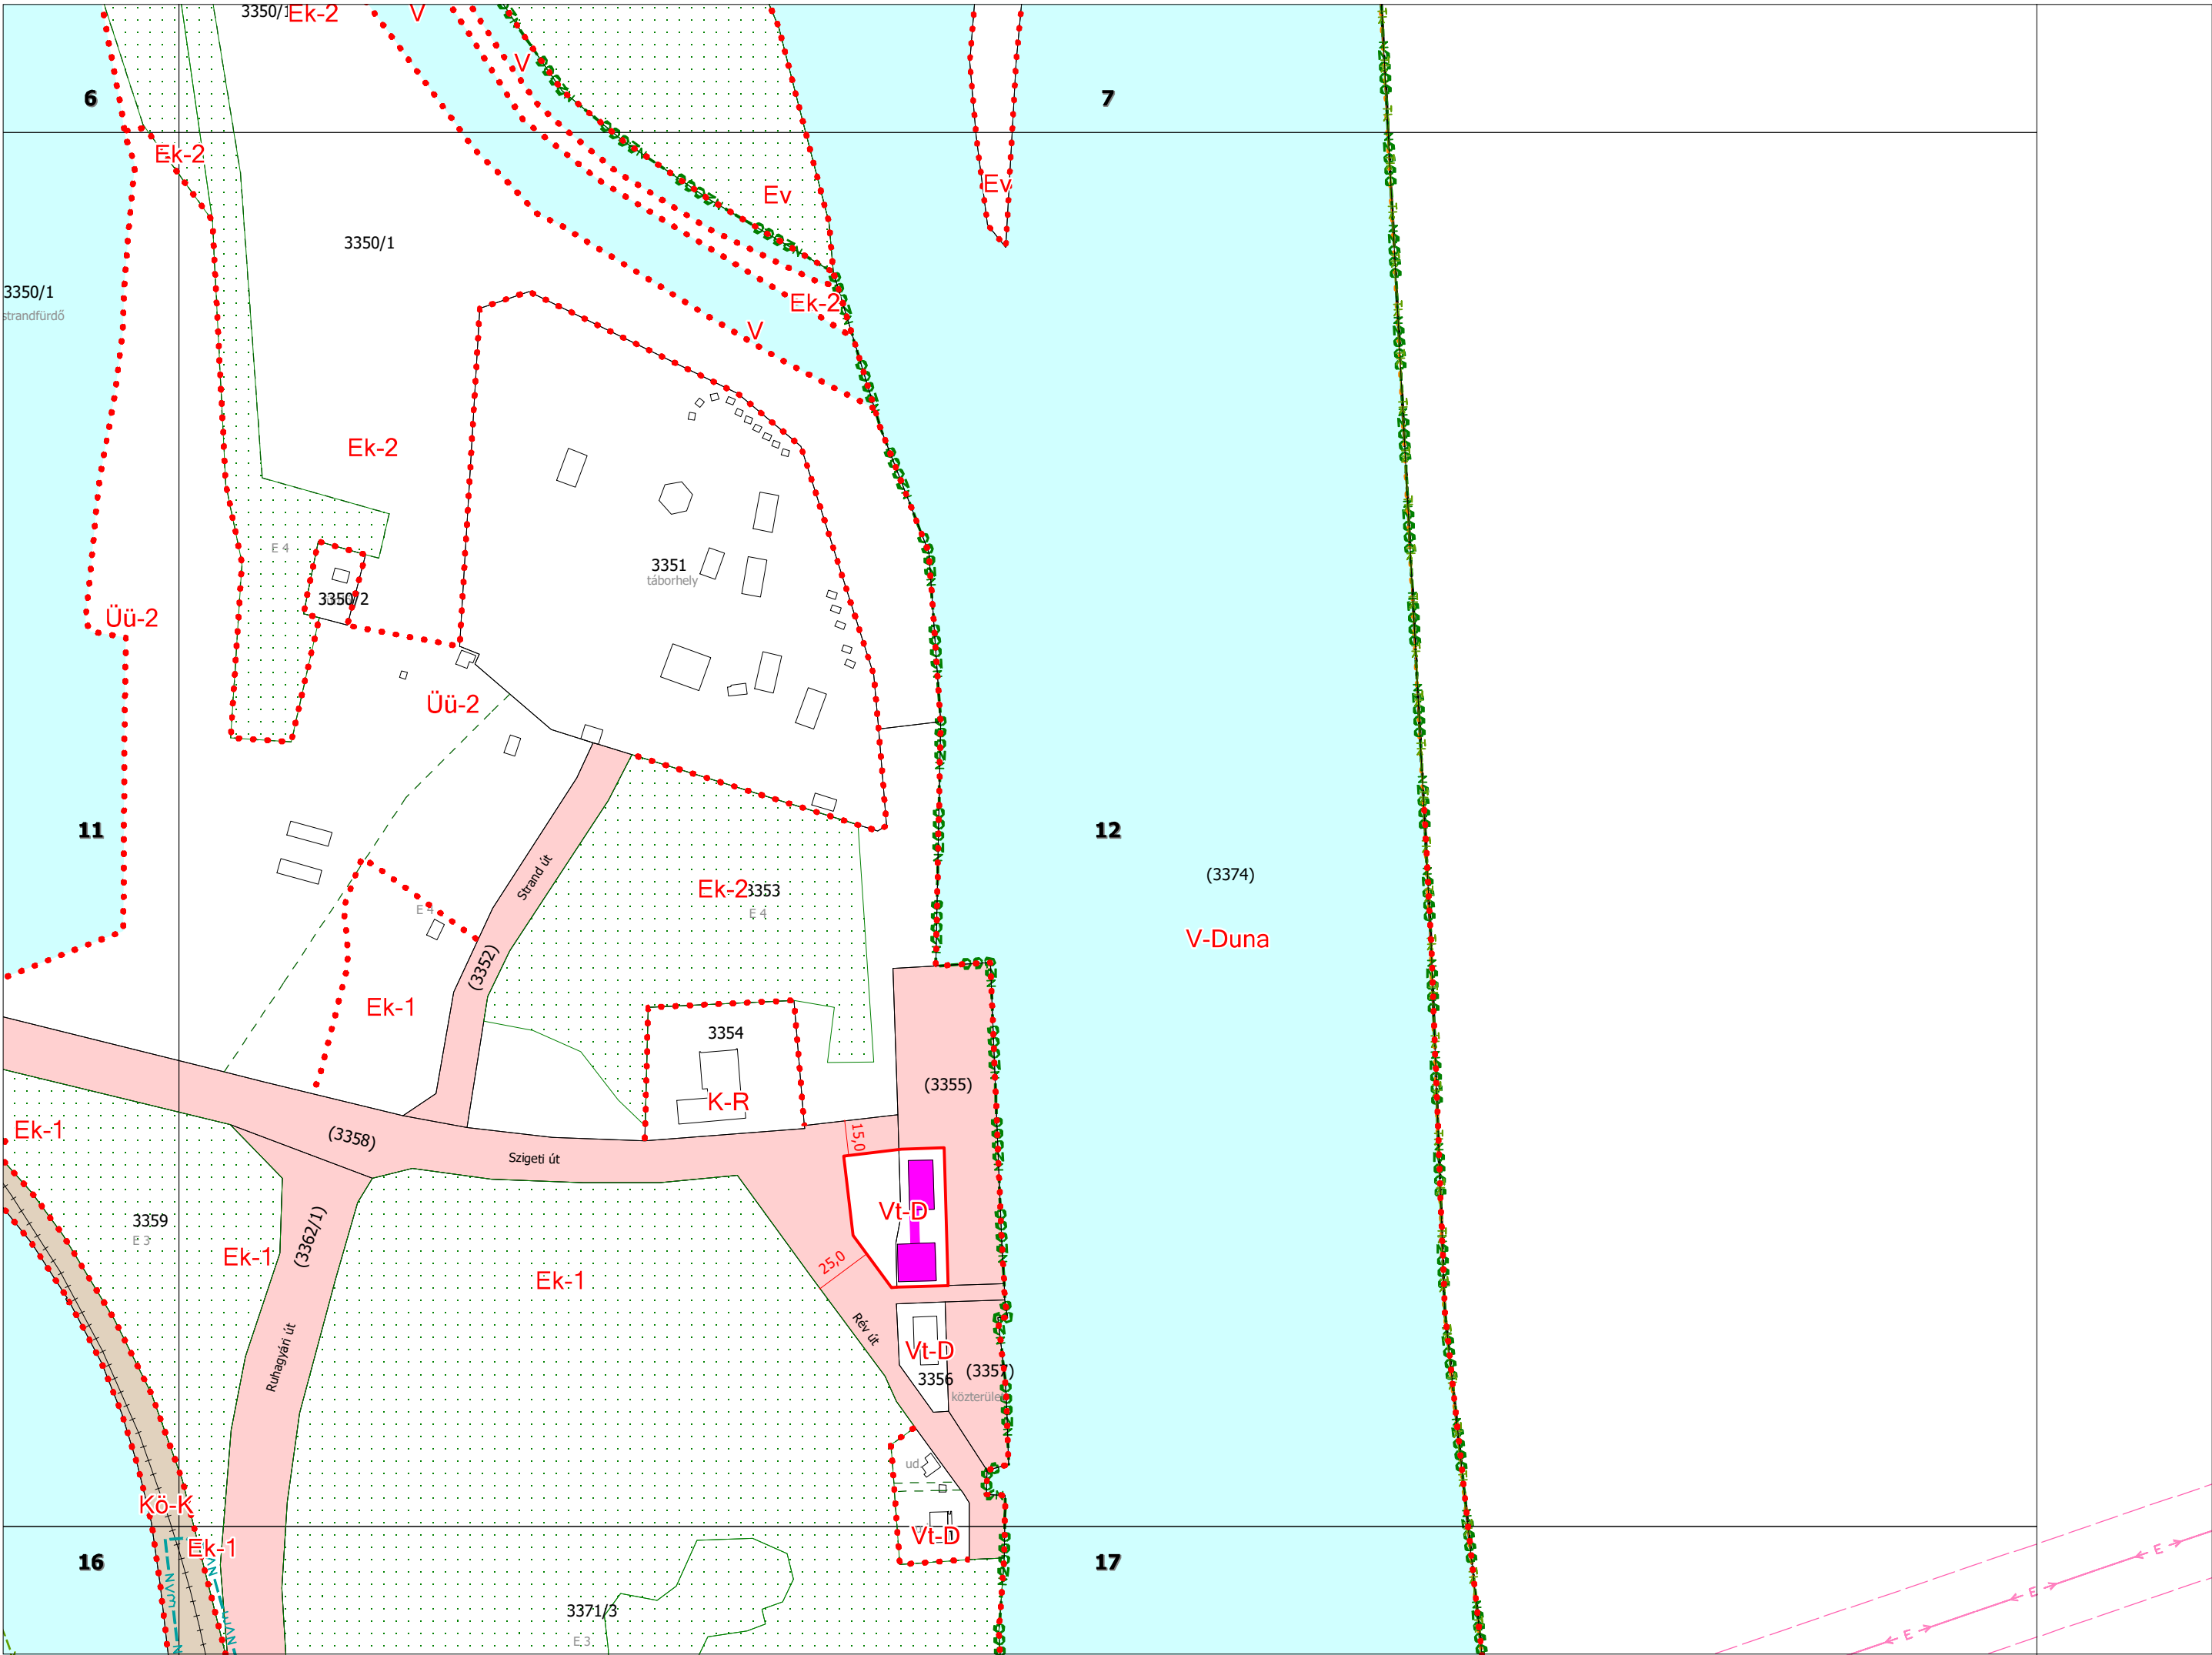 3350/1
Ek-2
V
V
6
7
Ek-2
Ev
Ev
3350/1
3350/1
strandfürdő
Ek-2
V
Ek-2
E 4
3351
táborhely
3350/2
Üü-2
Üü-2
11
12
(3374)
Strand út
Ek-2
3353
E 4
E 4
V-Duna
(3352)
Ek-1
3354
(3355)
K-R
Ek-1
(3358)
Szigeti út
15,0
3359
E 3
Vt-D
Ek-1
(3362/1)
25,0
Ek-1
Rév út
Vt-D
(3357)
3356
közterület
Ruhagyári út
ud
Kö-K
Vt-D
Ek-1
16
17
NV/3
3371/3
E 3
E
E
E